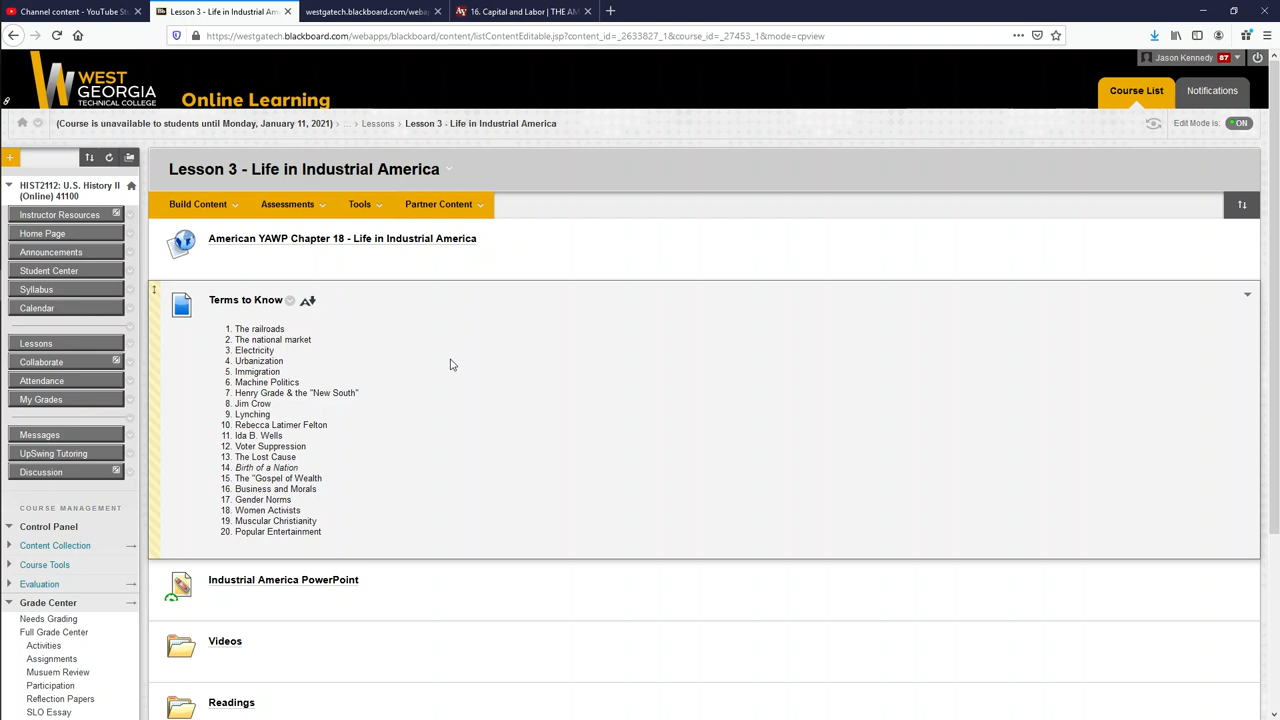 Channel content - YouTube St
Lesson 3 - Life in Industrial Am
westgatech.blackboard.com/webap
16. Capital and Labor | THE AM
https://westgatech.blackboard.com/webapps/blackboard/content/listContentEditable.jsp?content_id=_2633827_1&course_id=_27453_1&mode=cpview
WEST GEORGIA
TECHNICAL COLLEGE
Online Learning
Jason Kennedy 87
Course List
Notifications
(Course is unavailable to students until Monday, January 11, 2021) > ... > Lessons > Lesson 3 - Life in Industrial America
Edit Mode is: ON
HIST2112: U.S. History II
(Online) 41100
Instructor Resources
Home Page
Announcements
Student Center
Syllabus
Calendar
Lessons
Collaborate
Attendance
My Grades
Messages
UpSwing Tutoring
Discussion
COURSE MANAGEMENT
Control Panel
Content Collection
Course Tools
Evaluation
Grade Center
Needs Grading
Full Grade Center
Activities
Assignments
Musuem Review
Participation
Reflection Papers
SLO Essay
Lesson 3 - Life in Industrial America
Build Content
Assessments
Tools
Partner Content
American YAWP Chapter 18 - Life in Industrial America
Terms to Know
1. The railroads
2. The national market
3. Electricity
4. Urbanization
5. Immigration
6. Machine Politics
7. Henry Grade & the "New South"
8. Jim Crow
9. Lynching
10. Rebecca Latimer Felton
11. Ida B. Wells
12. Voter Suppression
13. The Lost Cause
14. Birth of a Nation
15. The "Gospel of Wealth
16. Business and Morals
17. Gender Norms
18. Women Activists
19. Muscular Christianity
20. Popular Entertainment
Industrial America PowerPoint
Videos
Readings